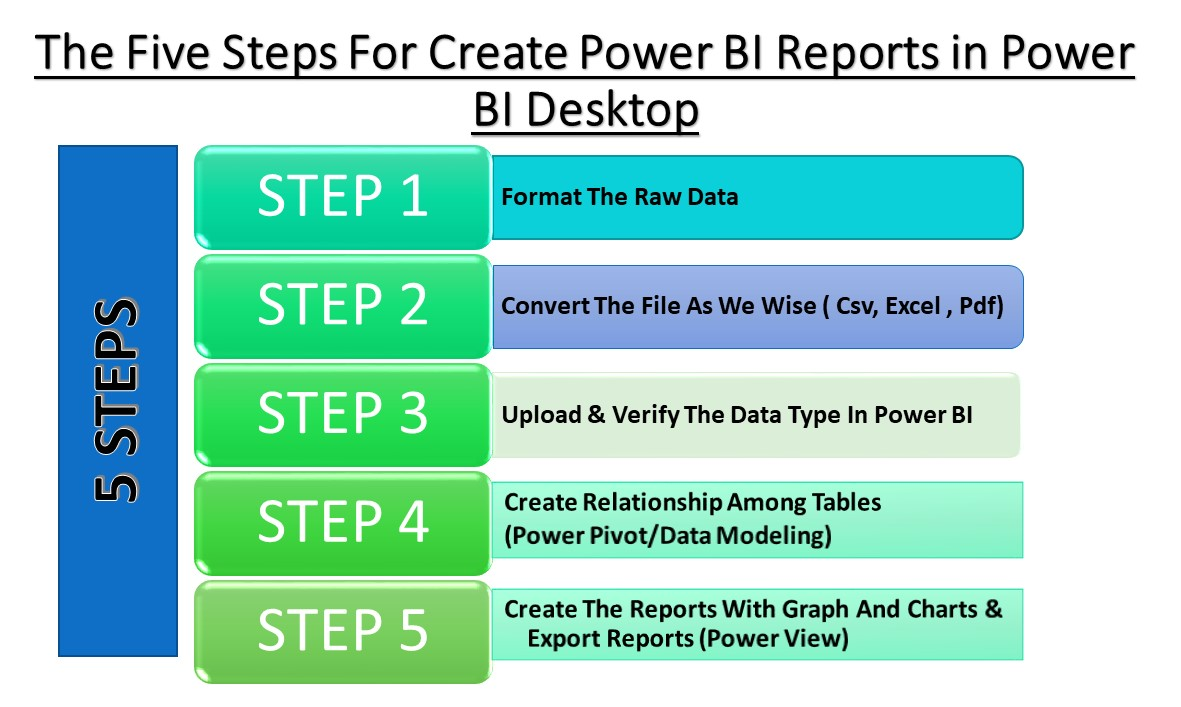 The Five Steps For Create Power BI Reports in Power
BI Desktop
5 STEPS
STEP 1
Format The Raw Data
STEP 2
Convert The File As We Wise ( Csv, Excel , Pdf)
STEP 3
Upload & Verify The Data Type In Power BI
STEP 4
Create Relationship Among Tables
(Power Pivot/Data Modeling)
STEP 5
Create The Reports With Graph And Charts &
Export Reports (Power View)